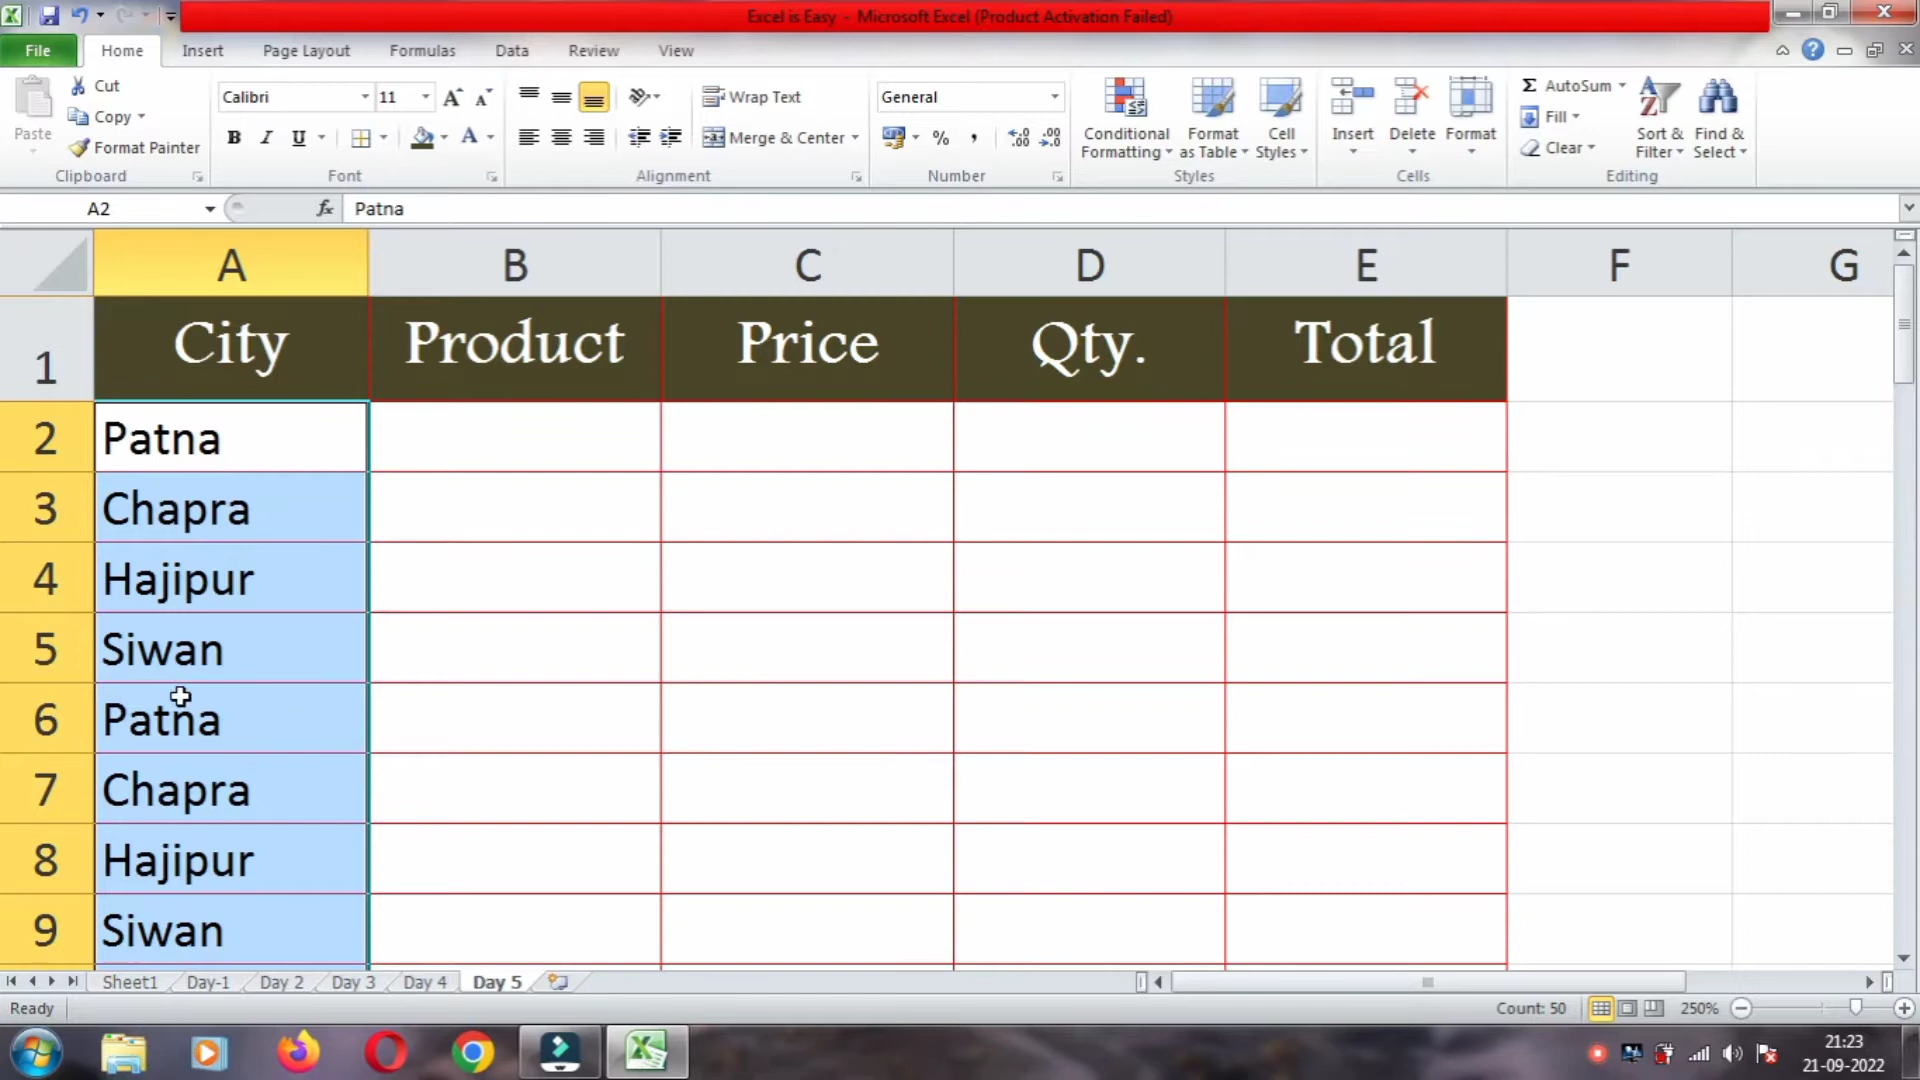 Excel is Easy - Microsoft Excel (Product Activation Failed)
File Home Insert Page Layout Formulas Data Review View
Paste
Cut
Copy
Format Painter
Clipboard
Calibri 11
B I U A
Font
Wrap Text
Merge & Center
Alignment
General
% ,
Number
Conditional Formatting
Format as Table
Cell Styles
Styles
Insert Delete Format
Cells
Σ AutoSum
Fill
Clear
Sort & Filter
Find & Select
Editing
A2 fx Patna
A B C D E F G
1 City Product Price Qty. Total
2 Patna
3 Chapra
4 Hajipur
5 Siwan
6 Patna
7 Chapra
8 Hajipur
9 Siwan
Sheet1 Day-1 Day 2 Day 3 Day 4 Day 5
Ready Count: 50 250%
21:23
21-09-2022